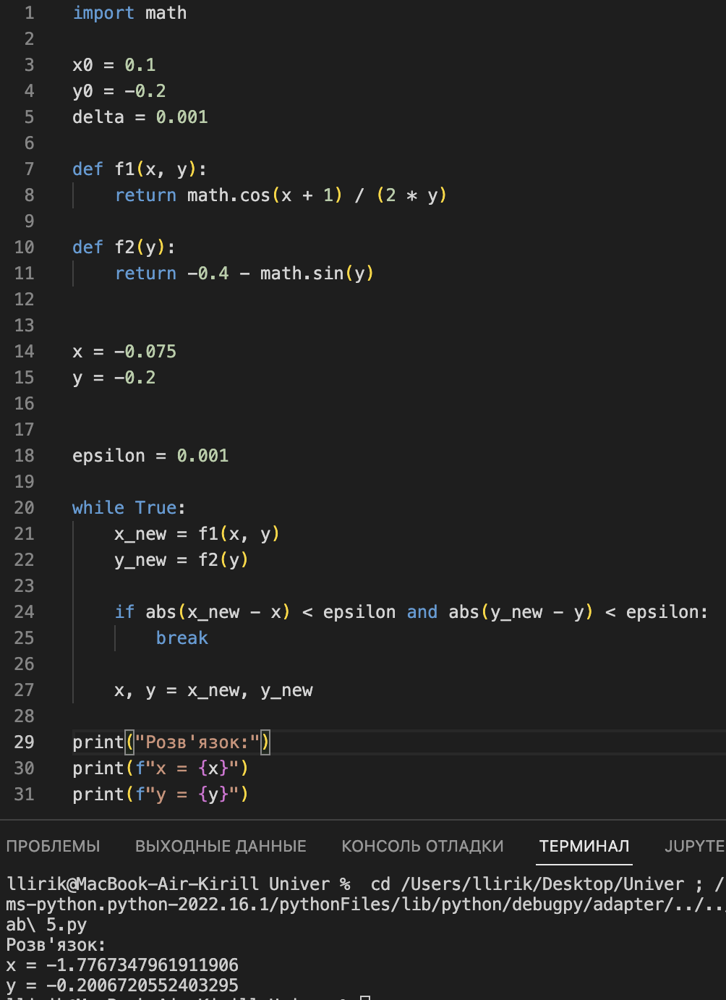 1 import math
2
3 x0 = 0.1
4 y0 = -0.2
5 delta = 0.001
6
7 def f1(x, y):
8 return math.cos(x + 1) / (2 * y)
9
10 def f2(y):
11 return -0.4 - math.sin(y)
12
13
14 x = -0.075
15 y = -0.2
16
17
18 epsilon = 0.001
19
20 while True:
21 x_new = f1(x, y)
22 y_new = f2(y)
23
24 if abs(x_new - x) < epsilon and abs(y_new - y) < epsilon:
25 break
26
27 x, y = x_new, y_new
28
29 print("Розв'язок:")
30 print(f"x = {x}")
31 print(f"y = {y}")
ПРОБЛЕМЫ ВЫХОДНЫЕ ДАННЫЕ КОНСОЛЬ ОТЛАДКИ ТЕРМИНАЛ JUPYTE
llirik@MacBook-Air-Kirill Univer % cd /Users/llirik/Desktop/Univer ; /
ms-python.python-2022.16.1/pythonFiles/lib/python/debugpy/adapter/../..
ab\ 5.py
Розв'язок:
x = -1.7767347961911906
y = -0.2006720552403295